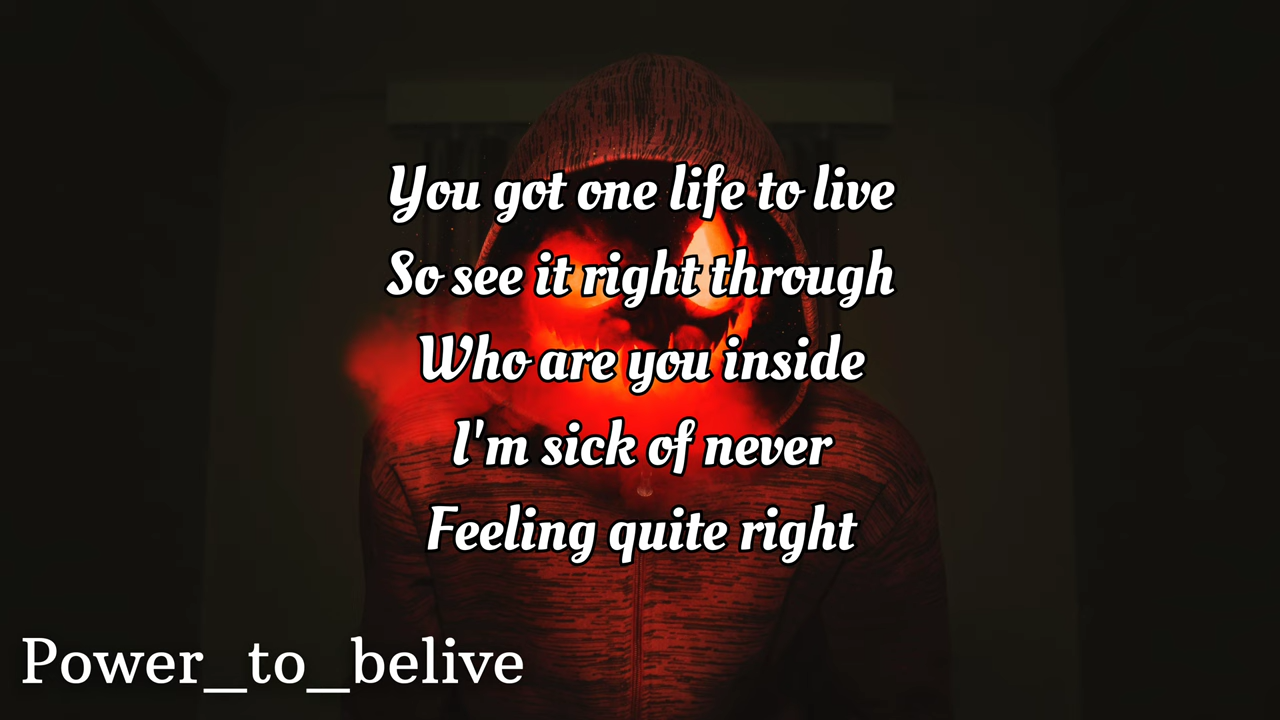 You got one life to live
So see it right through
Who are you inside
I'm sick of never
Feeling quite right
Power_to_belive